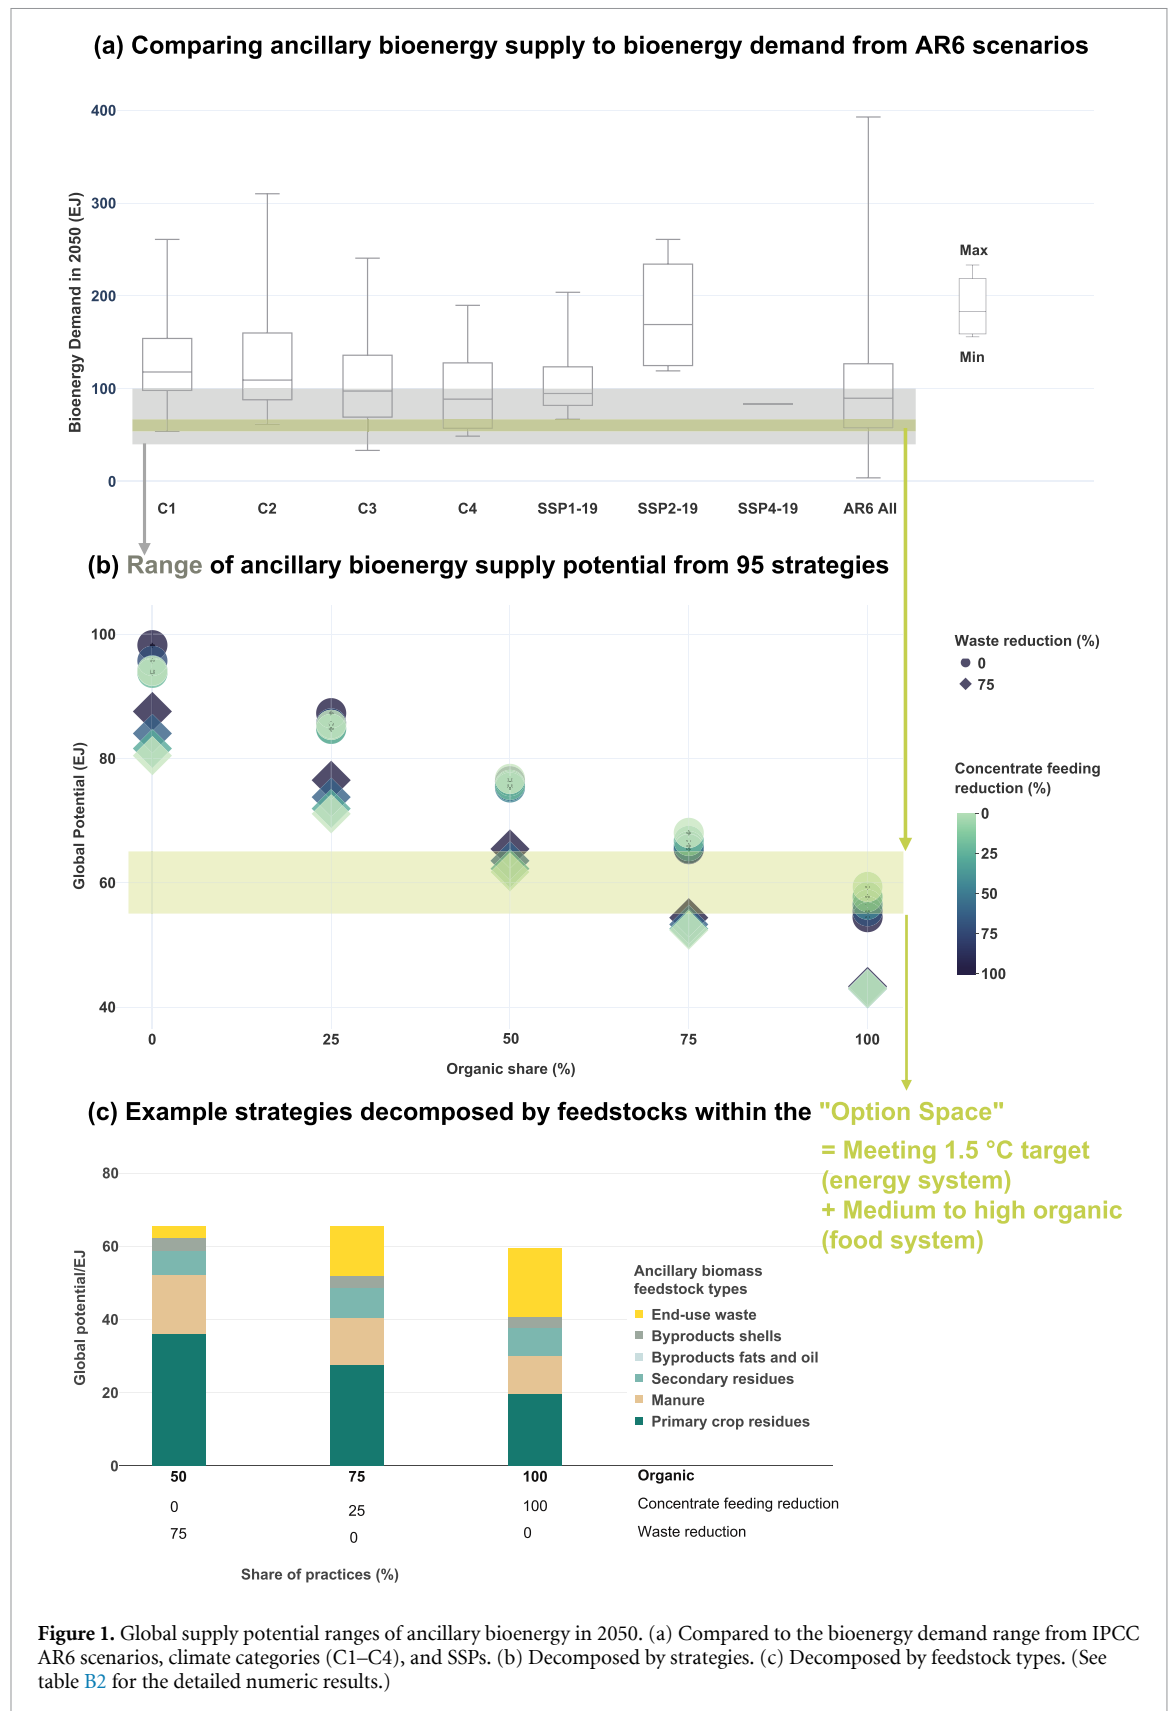 (a) Comparing ancillary bioenergy supply to bioenergy demand from AR6 scenarios
Bioenergy Demand in 2050 (EJ)
400
300
200
100
0
C1
C2
C3
C4
SSP1-19
SSP2-19
SSP4-19
AR6 All
Max
Min
(b) Range of ancillary bioenergy supply potential from 95 strategies
Global Potential (EJ)
100
80
60
40
0
25
50
75
100
Organic share (%)
Waste reduction (%)
0
75
Concentrate feeding
reduction (%)
0
25
50
75
100
(c) Example strategies decomposed by feedstocks within the "Option Space"
= Meeting 1.5 °C target
(energy system)
+ Medium to high organic
(food system)
Global potential/EJ
80
60
40
20
0
Ancillary biomass
feedstock types
End-use waste
Byproducts shells
Byproducts fats and oil
Secondary residues
Manure
Primary crop residues
50 75 100 Organic
0 25 100 Concentrate feeding reduction
75 0 0 Waste reduction
Share of practices (%)
Figure 1. Global supply potential ranges of ancillary bioenergy in 2050. (a) Compared to the bioenergy demand range from IPCC
AR6 scenarios, climate categories (C1–C4), and SSPs. (b) Decomposed by strategies. (c) Decomposed by feedstock types. (See
table B2 for the detailed numeric results.)